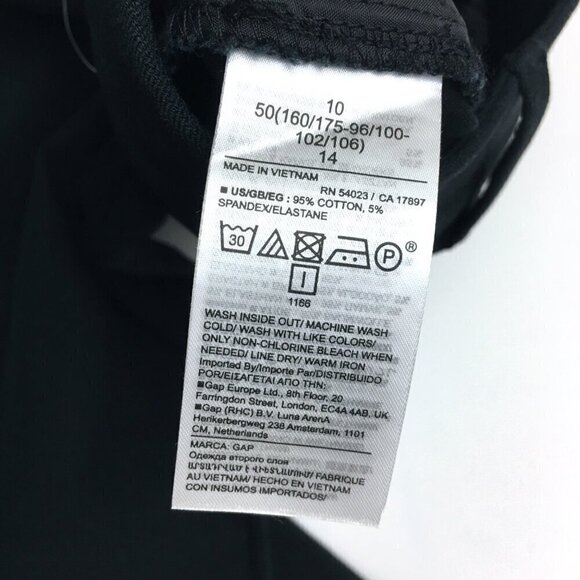 10
50(160/175-96/100-
102/106)
14
MADE IN VIETNAM
RN 54023 / CA 17897
■ US/GB/EG : 95% COTTON, 5%
SPANDEX/ELASTANE
30 P ®
1166
WASH INSIDE OUT/ MACHINE WASH
COLD/ WASH WITH LIKE COLORS/
ONLY NON-CHLORINE BLEACH WHEN
NEEDED/ LINE DRY/ WARM IRON
Imported By/Importe Par/DISTRIBUIDO
POR/ΕΙΣΑΓΕΤΑΙ ΑΠΟ ΤΗΝ:
■Gap Europe Ltd., 8th Floor, 20
Farringdon Street, London, EC4A 4AB, UK
■Gap (RHC) B.V. Luna ArenA
Herikerbergweg 238 Amsterdam, 1101
CM, Netherlands
MARCA: GAP
Одежда второго слоя
ԱՐՏԱԴՐՎԱԾ Է ՎԻԵՏՆԱՄՈՒՄ/ FABRIQUÉ
AU VIETNAM/ HECHO EN VIETNAM
CON INSUMOS IMPORTADOS/